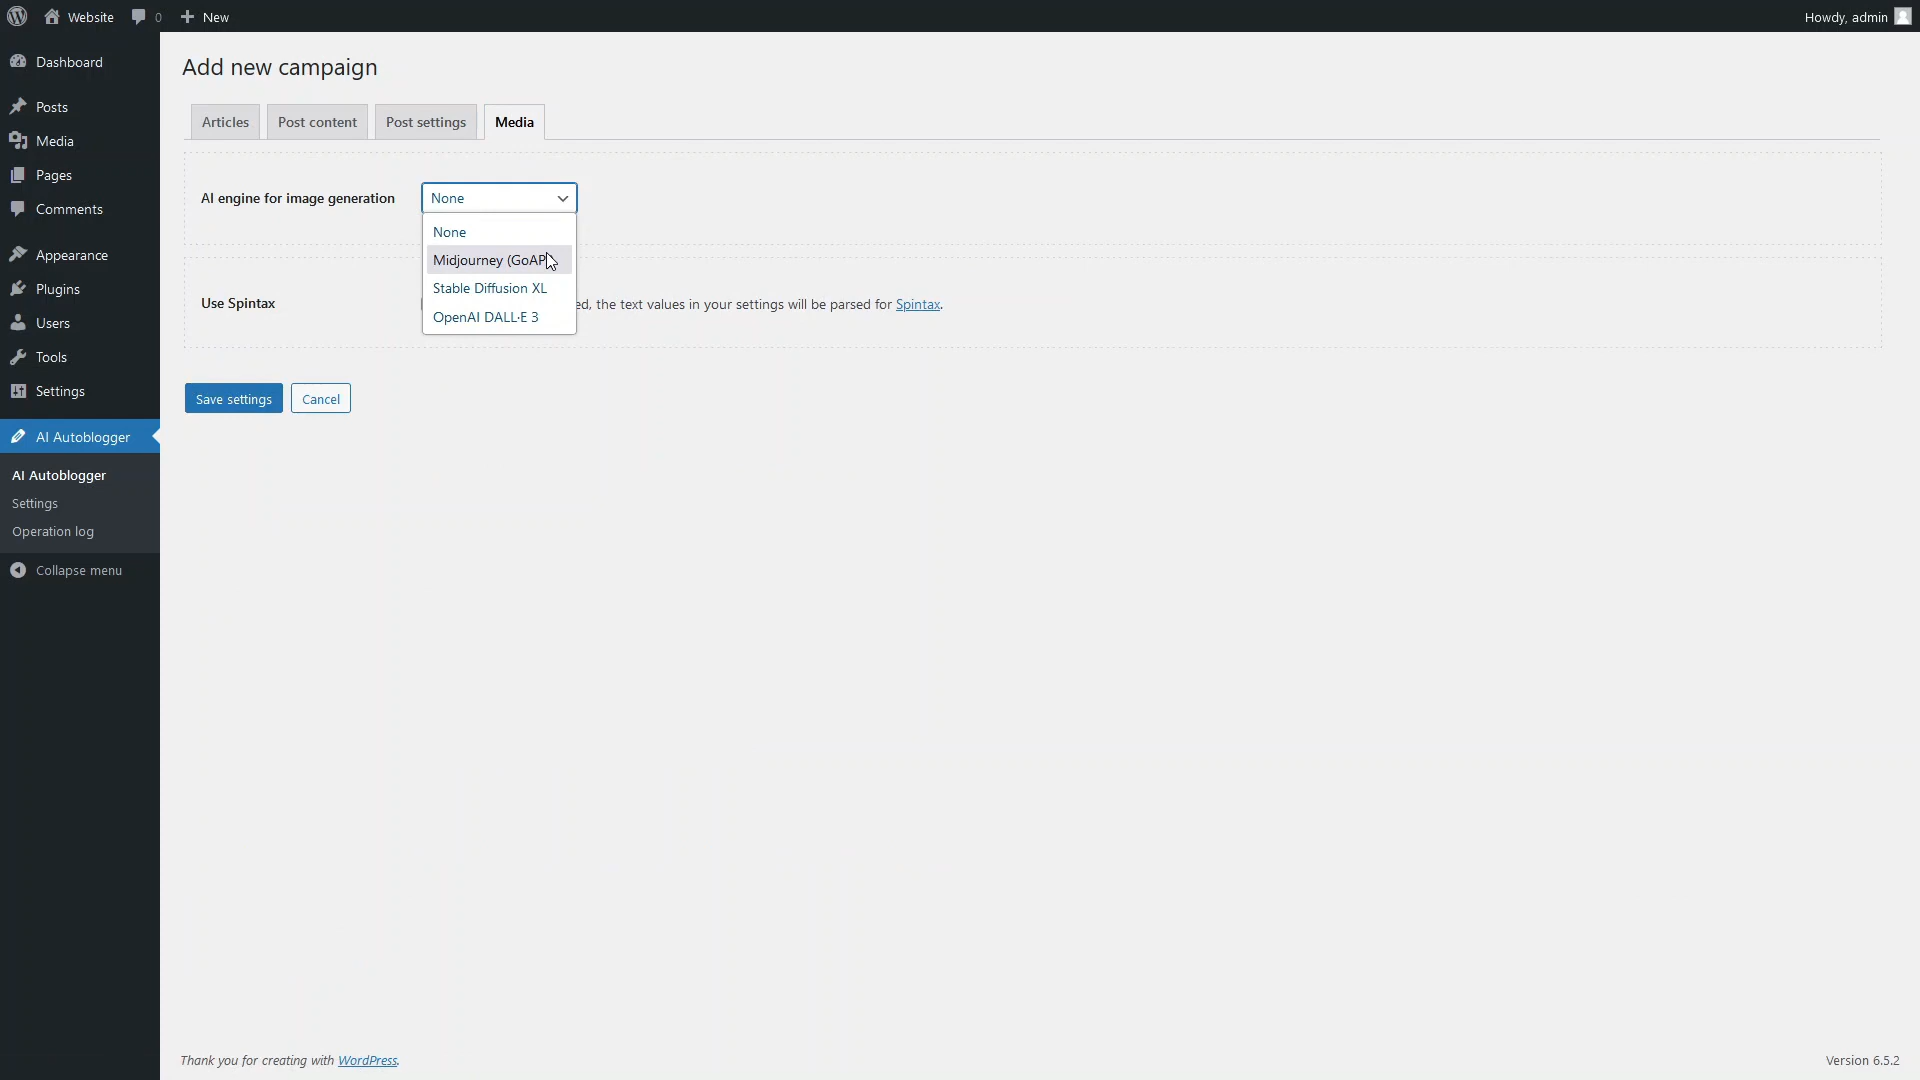 Website
0
New
Howdy, admin
Dashboard
Posts
Media
Pages
Comments
Appearance
Plugins
Users
Tools
Settings
AI Autoblogger
AI Autoblogger
Settings
Operation log
Collapse menu
Add new campaign
Articles
Post content
Post settings
Media
AI engine for image generation
None
None
Midjourney (GoAP
Stable Diffusion XL
OpenAI DALL·E 3
Use Spintax
ed, the text values in your settings will be parsed for Spintax.
Save settings
Cancel
Thank you for creating with WordPress.
Version 6.5.2